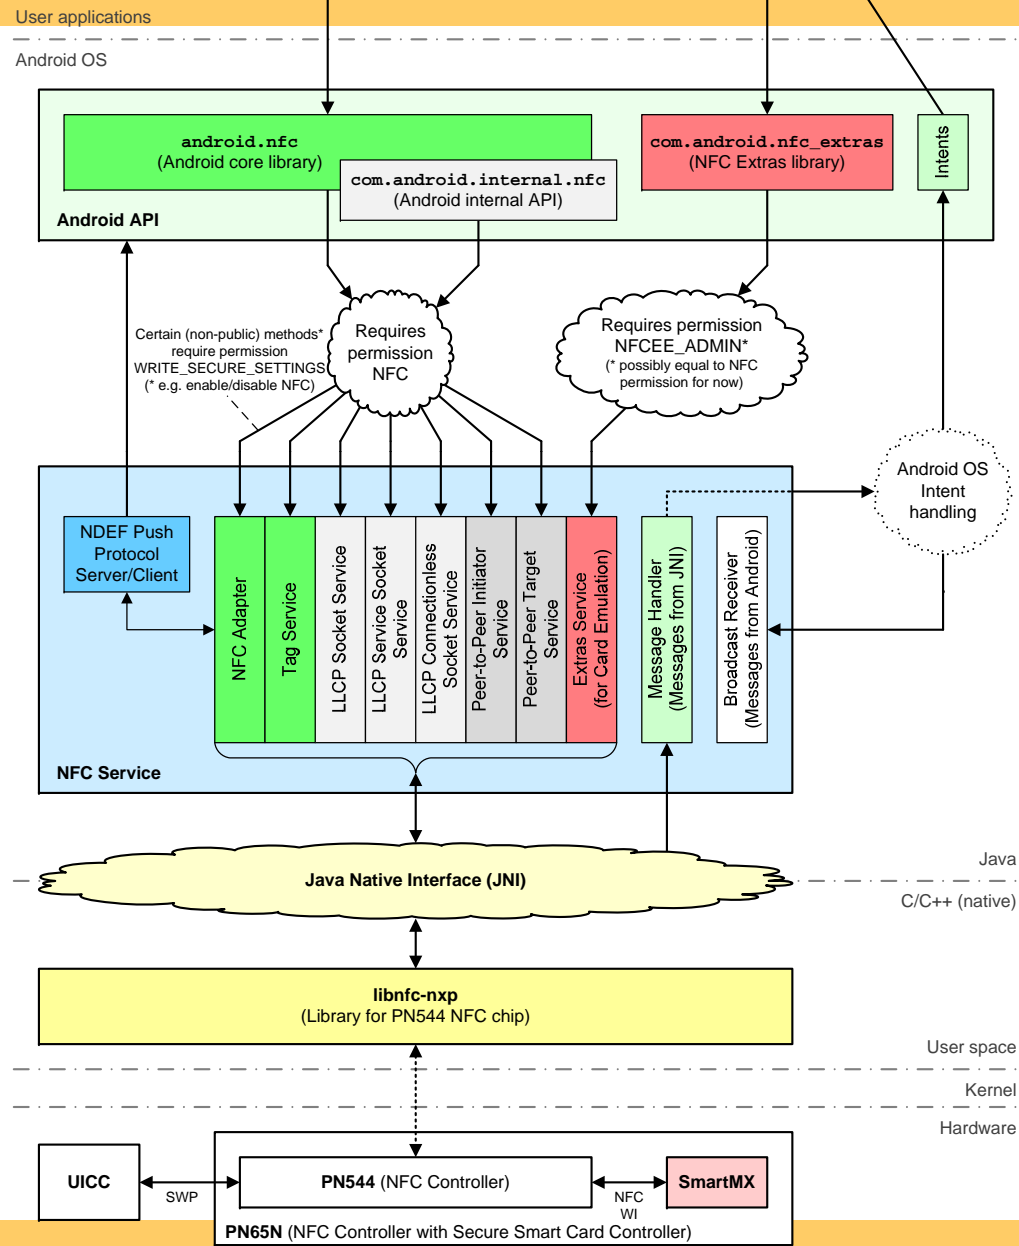 User applications
Android OS
android.nfc
(Android core library)
com.android.internal.nfc
(Android internal API)
com.android.nfc_extras
(NFC Extras library)
Intents
Android API
Certain (non-public) methods*
require permission
WRITE_SECURE_SETTINGS
(* e.g. enable/disable NFC)
Requires
permission
NFC
Requires permission
NFCEE_ADMIN*
(* possibly equal to NFC
permission for now)
Android OS
Intent
handling
NDEF Push
Protocol
Server/Client
NFC Adapter
Tag Service
LLCP Socket Service
LLCP Service Socket
Service
LLCP Connectionless
Socket Service
Peer-to-Peer Initiator
Service
Peer-to-Peer Target
Service
Extras Service
(for Card Emulation)
Message Handler
(Messages from JNI)
Broadcast Receiver
(Messages from Android)
NFC Service
Java Native Interface (JNI)
Java
C/C++ (native)
libnfc-nxp
(Library for PN544 NFC chip)
User space
Kernel
Hardware
UICC
SWP
PN544 (NFC Controller)
NFC
WI
SmartMX
PN65N (NFC Controller with Secure Smart Card Controller)